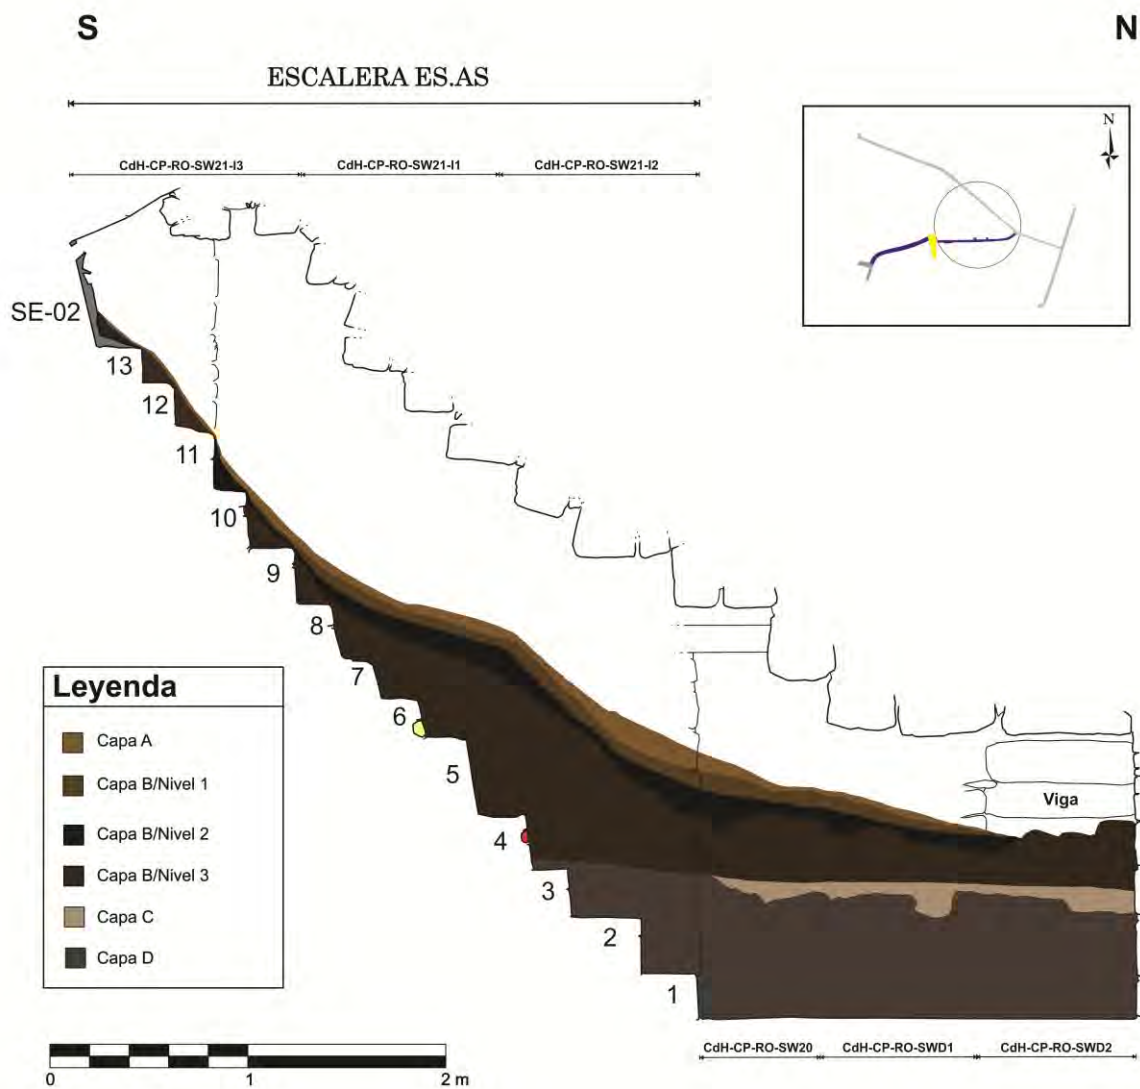 S
N
ESCALERA ES.AS
CdH-CP-RO-SW21-I3
CdH-CP-RO-SW21-I1
CdH-CP-RO-SW21-I2
N
SE-02
13
12
11
10
9
8
7
6
5
4
3
2
1
Viga
Leyenda
Capa A
Capa B/Nivel 1
Capa B/Nivel 2
Capa B/Nivel 3
Capa C
Capa D
CdH-CP-RO-SW20
CdH-CP-RO-SWD1
CdH-CP-RO-SWD2
0
1
2 m